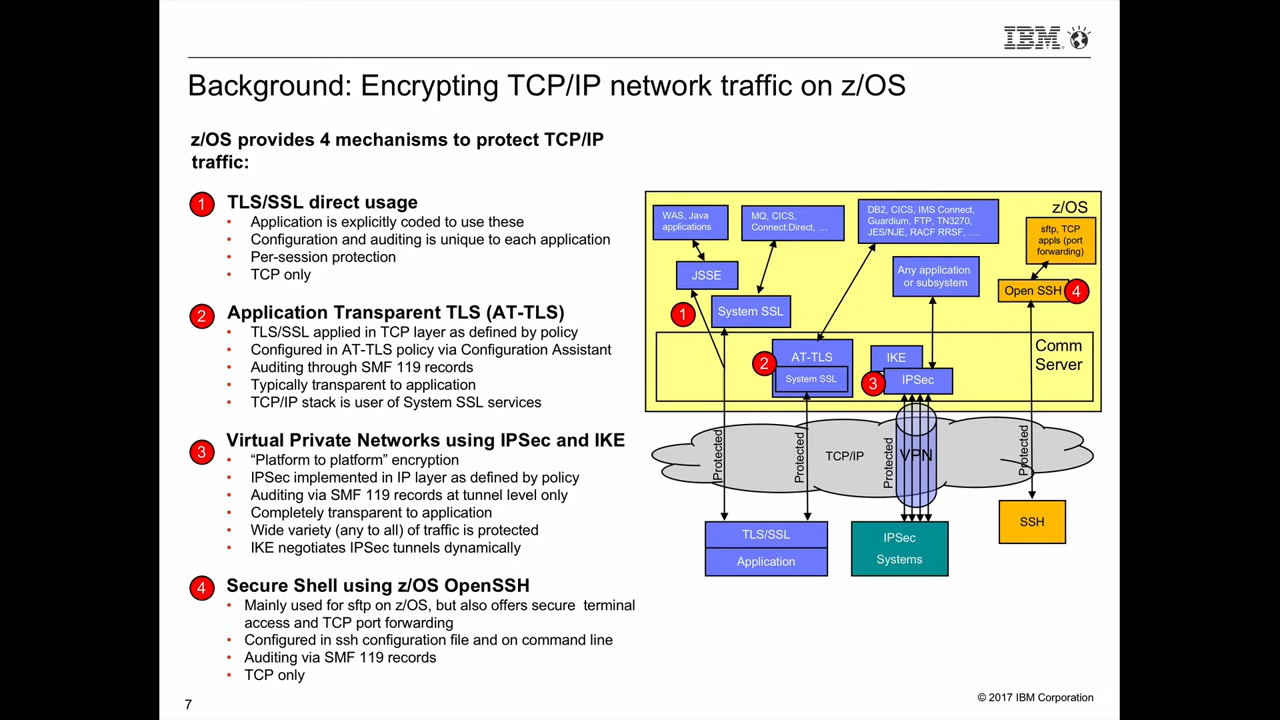 IBM
Background: Encrypting TCP/IP network traffic on z/OS
z/OS provides 4 mechanisms to protect TCP/IP
traffic:
1 TLS/SSL direct usage
• Application is explicitly coded to use these
• Configuration and auditing is unique to each application
• Per-session protection
• TCP only
2 Application Transparent TLS (AT-TLS)
• TLS/SSL applied in TCP layer as defined by policy
• Configured in AT-TLS policy via Configuration Assistant
• Auditing through SMF 119 records
• Typically transparent to application
• TCP/IP stack is user of System SSL services
3 Virtual Private Networks using IPSec and IKE
• “Platform to platform” encryption
• IPSec implemented in IP layer as defined by policy
• Auditing via SMF 119 records at tunnel level only
• Completely transparent to application
• Wide variety (any to all) of traffic is protected
• IKE negotiates IPSec tunnels dynamically
4 Secure Shell using z/OS OpenSSH
• Mainly used for sftp on z/OS, but also offers secure terminal
access and TCP port forwarding
• Configured in ssh configuration file and on command line
• Auditing via SMF 119 records
• TCP only
z/OS
WAS, Java
applications
MQ, CICS,
Connect:Direct, ...
DB2, CICS, IMS Connect,
Guardium, FTP, TN3270,
JES/NJE, RACF RRSF, ....
sftp, TCP
appls (port
forwarding)
JSSE
Any application
or subsystem
Open SSH
4
1
System SSL
Comm
Server
2
AT-TLS
System SSL
IKE
3
IPSec
Protected
Protected
TCP/IP
Protected
VPN
Protected
TLS/SSL
Application
IPSec
Systems
SSH
7
© 2017 IBM Corporation